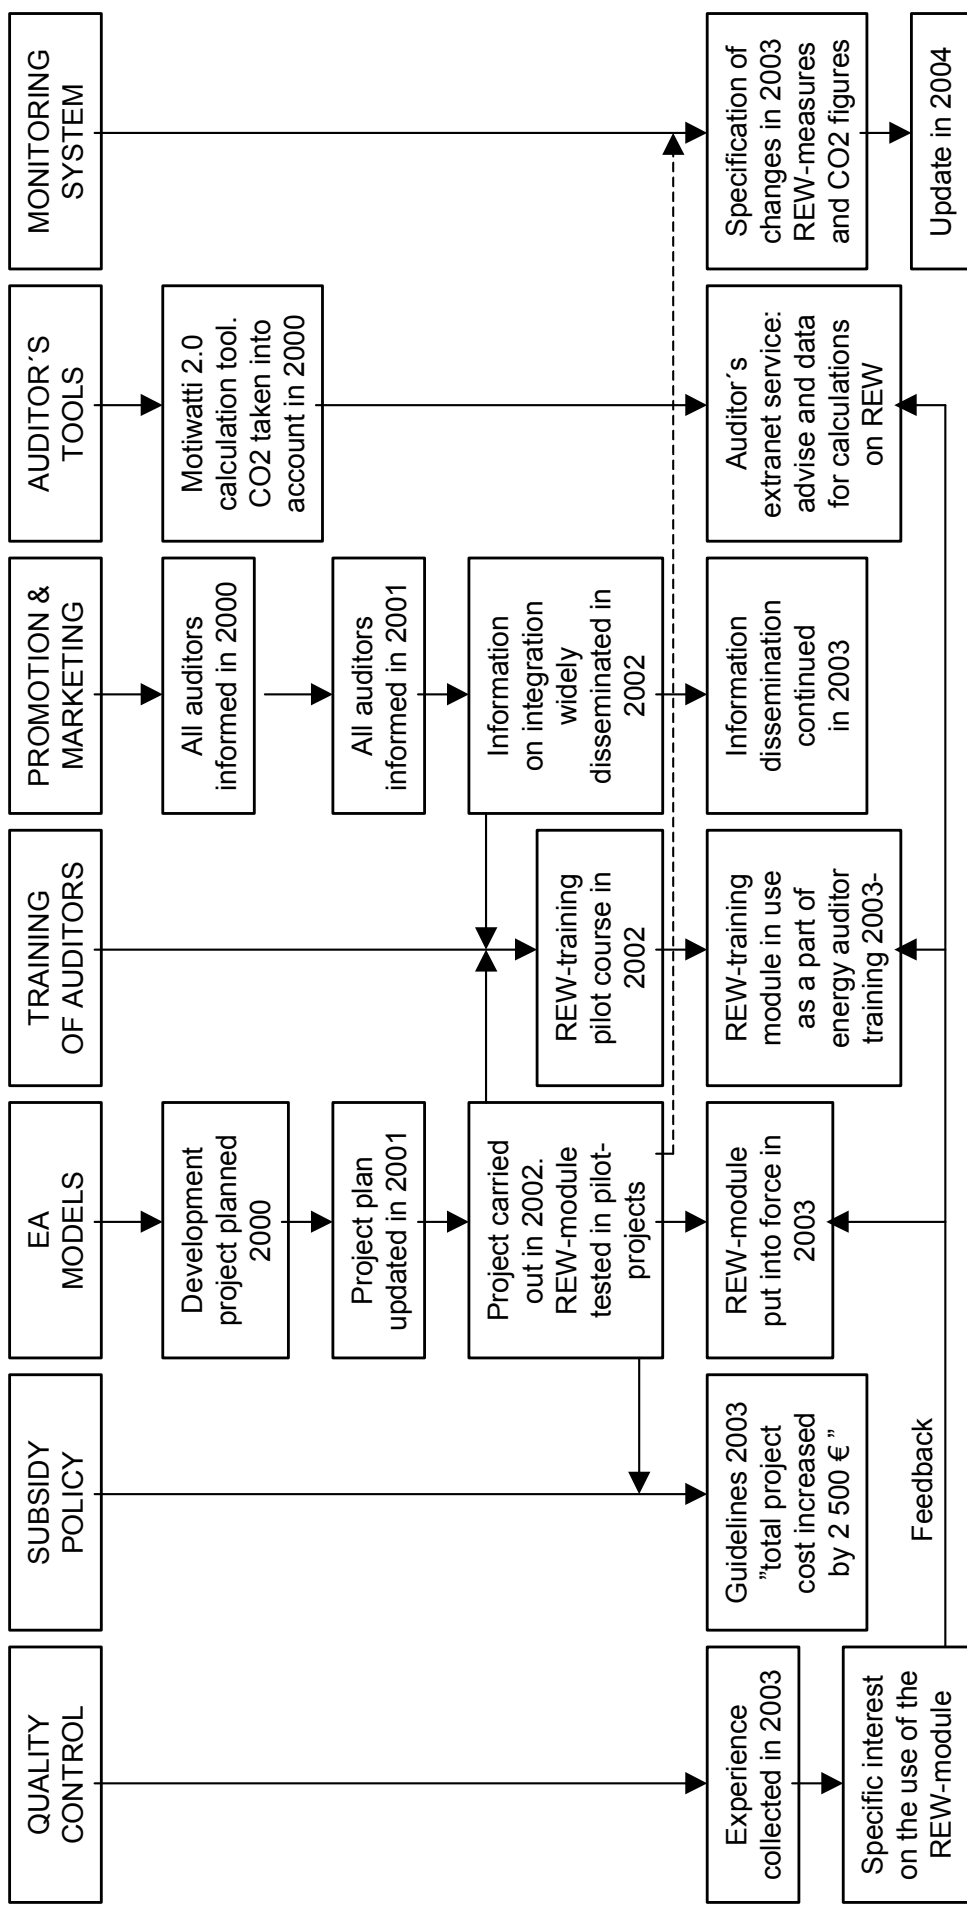 QUALITY
CONTROL
SUBSIDY
POLICY
EA
MODELS
TRAINING
OF AUDITORS
PROMOTION &
MARKETING
AUDITOR´S
TOOLS
MONITORING
SYSTEM
Development
project planned
2000
All auditors
informed in 2000
Motiwatti 2.0
calculation tool.
CO2 taken into
account in 2000
Project plan
updated in 2001
All auditors
informed in 2001
Project carried
out in 2002.
REW-module
tested in pilot-
projects
REW-training
pilot course in
2002
Information
on integration
widely
disseminated in
2002
Experience
collected in 2003
Guidelines 2003
"total project
cost increased
by 2 500 € "
REW-module
put into force in
2003
REW-training
module in use
as a part of
energy auditor
training 2003-
Information
dissemination
continued
in 2003
Auditor´s
extranet service:
advise and data
for calculations
on REW
Specification of
changes in 2003
REW-measures
and CO2 figures
Specific interest
on the use of the
REW-module
Feedback
Update in 2004